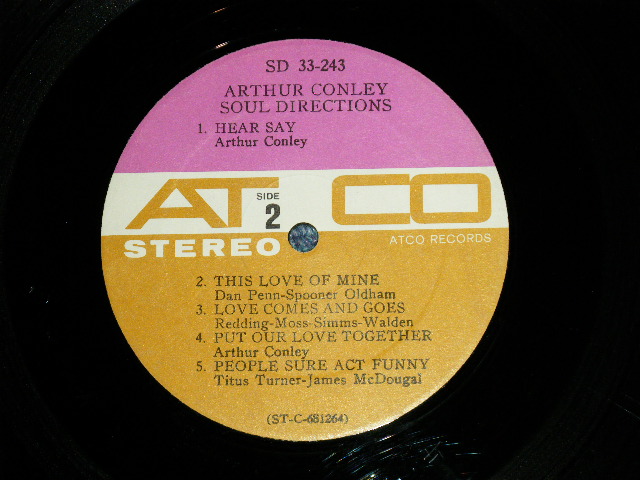 SD 33-243
ARTHUR CONLEY
SOUL DIRECTIONS
1. HEAR SAY
Arthur Conley
ATCO
SIDE
2
STEREO
ATCO RECORDS
2. THIS LOVE OF MINE
Dan Penn-Spooner Oldham
3. LOVE COMES AND GOES
Redding-Moss-Simms-Walden
4. PUT OUR LOVE TOGETHER
Arthur Conley
5. PEOPLE SURE ACT FUNNY
Titus Turner-James McDougal
(ST-C-681264)